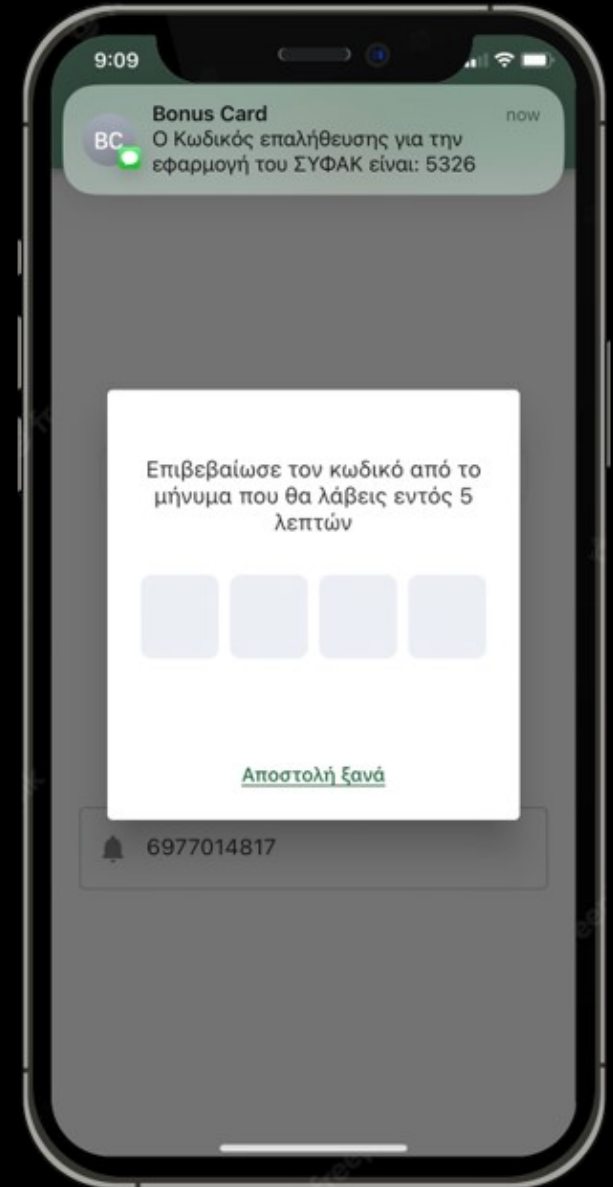 9:09
Bonus Card
now
BC
Ο Κωδικός επαλήθευσης για την
εφαρμογή του ΣΥΦΑΚ είναι: 5326
Επιβεβαίωσε τον κωδικό από το
μήνυμα που θα λάβεις εντός 5
λεπτών
Αποστολή ξανά
6977014817